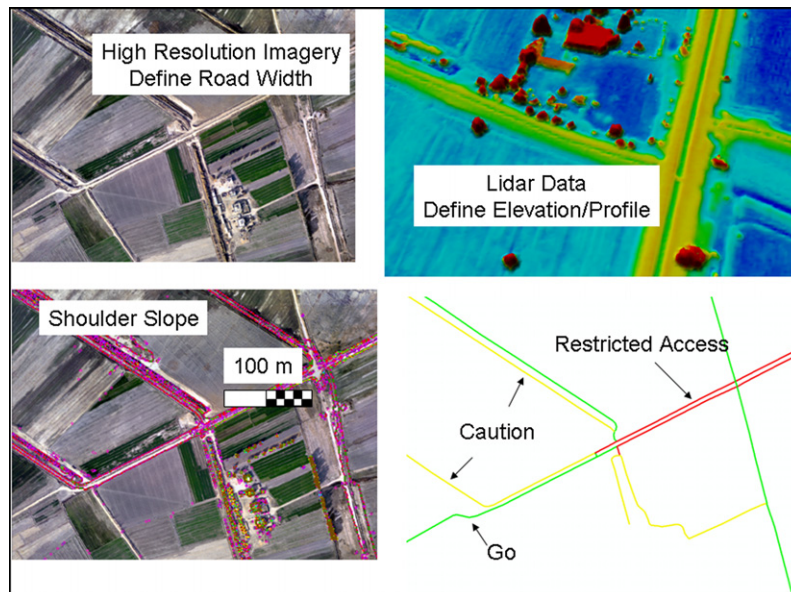 High Resolution Imagery
Define Road Width
Lidar Data
Define Elevation/Profile
Shoulder Slope
100 m
Restricted Access
Caution
Go